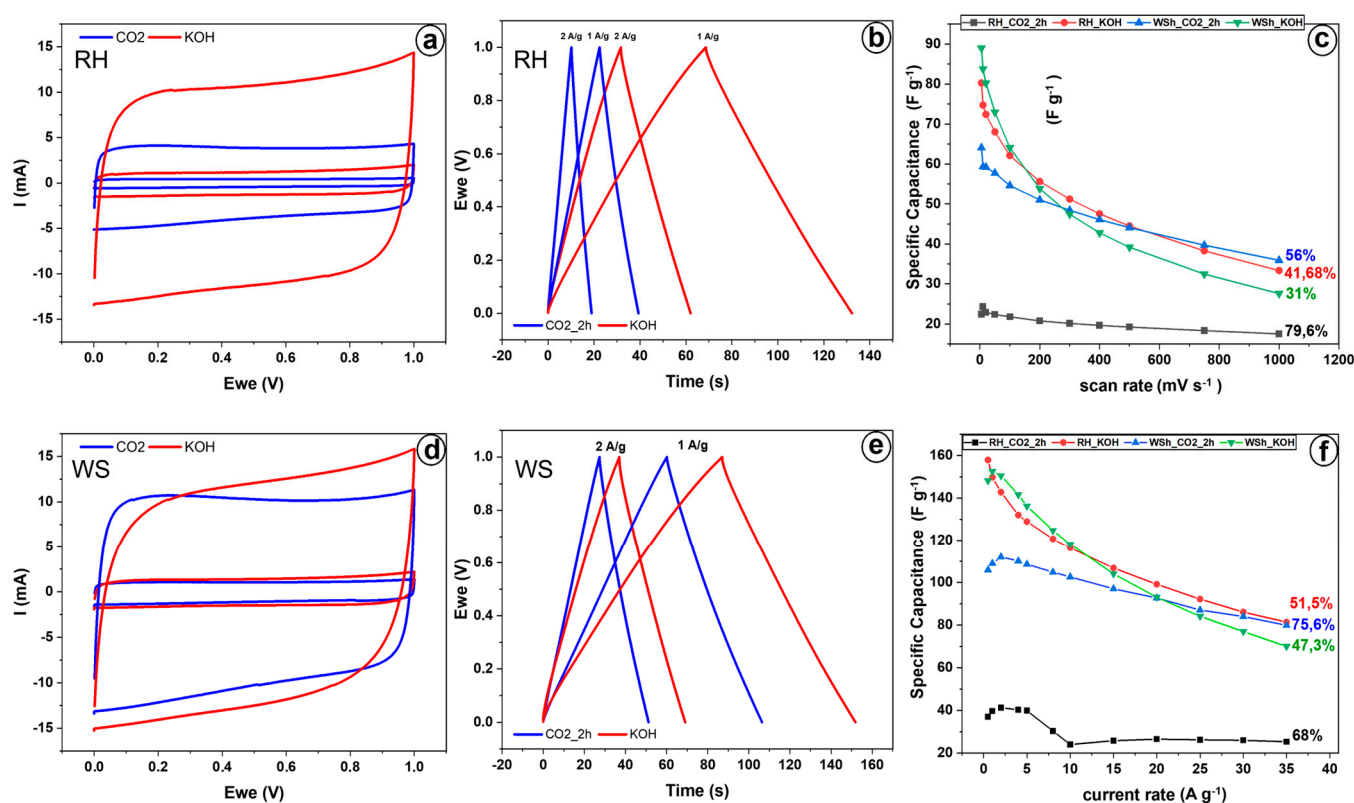 CO2 KOH
a
RH
I (mA)
15
10
5
0
-5
-10
-15
0.0 0.2 0.4 0.6 0.8 1.0
Ewe (V)
2 A/g 1 A/g 2 A/g 1 A/g
b
RH
Ewe (V)
1.0
0.8
0.6
0.4
0.2
0.0
CO2_2h KOH
0 20 40 60 80 100 120 140
Time (s)
RH_CO2_2h RH_KOH WSh_CO2_2h WSh_KOH
c
(F g-1)
Specific Capacitance (F g-1)
90
80
70
60
50
40
30
20
56%
41,68%
31%
79,6%
0 200 400 600 800 1000 1200
scan rate (mV s-1)
CO2 KOH
d
WS
I (mA)
15
10
5
0
-5
-10
-15
0.0 0.2 0.4 0.6 0.8 1.0
Ewe (V)
2 A/g 1 A/g
e
WS
Ewe (V)
1.0
0.8
0.6
0.4
0.2
0.0
CO2_2h KOH
0 20 40 60 80 100 120 140 160
Time (s)
RH_CO2_2h RH_KOH WSh_CO2_2h WSh_KOH
f
Specific Capacitance (F g-1)
160
140
120
100
80
60
40
20
51,5%
75,6%
47,3%
68%
0 5 10 15 20 25 30 35 40
current rate (A g-1)